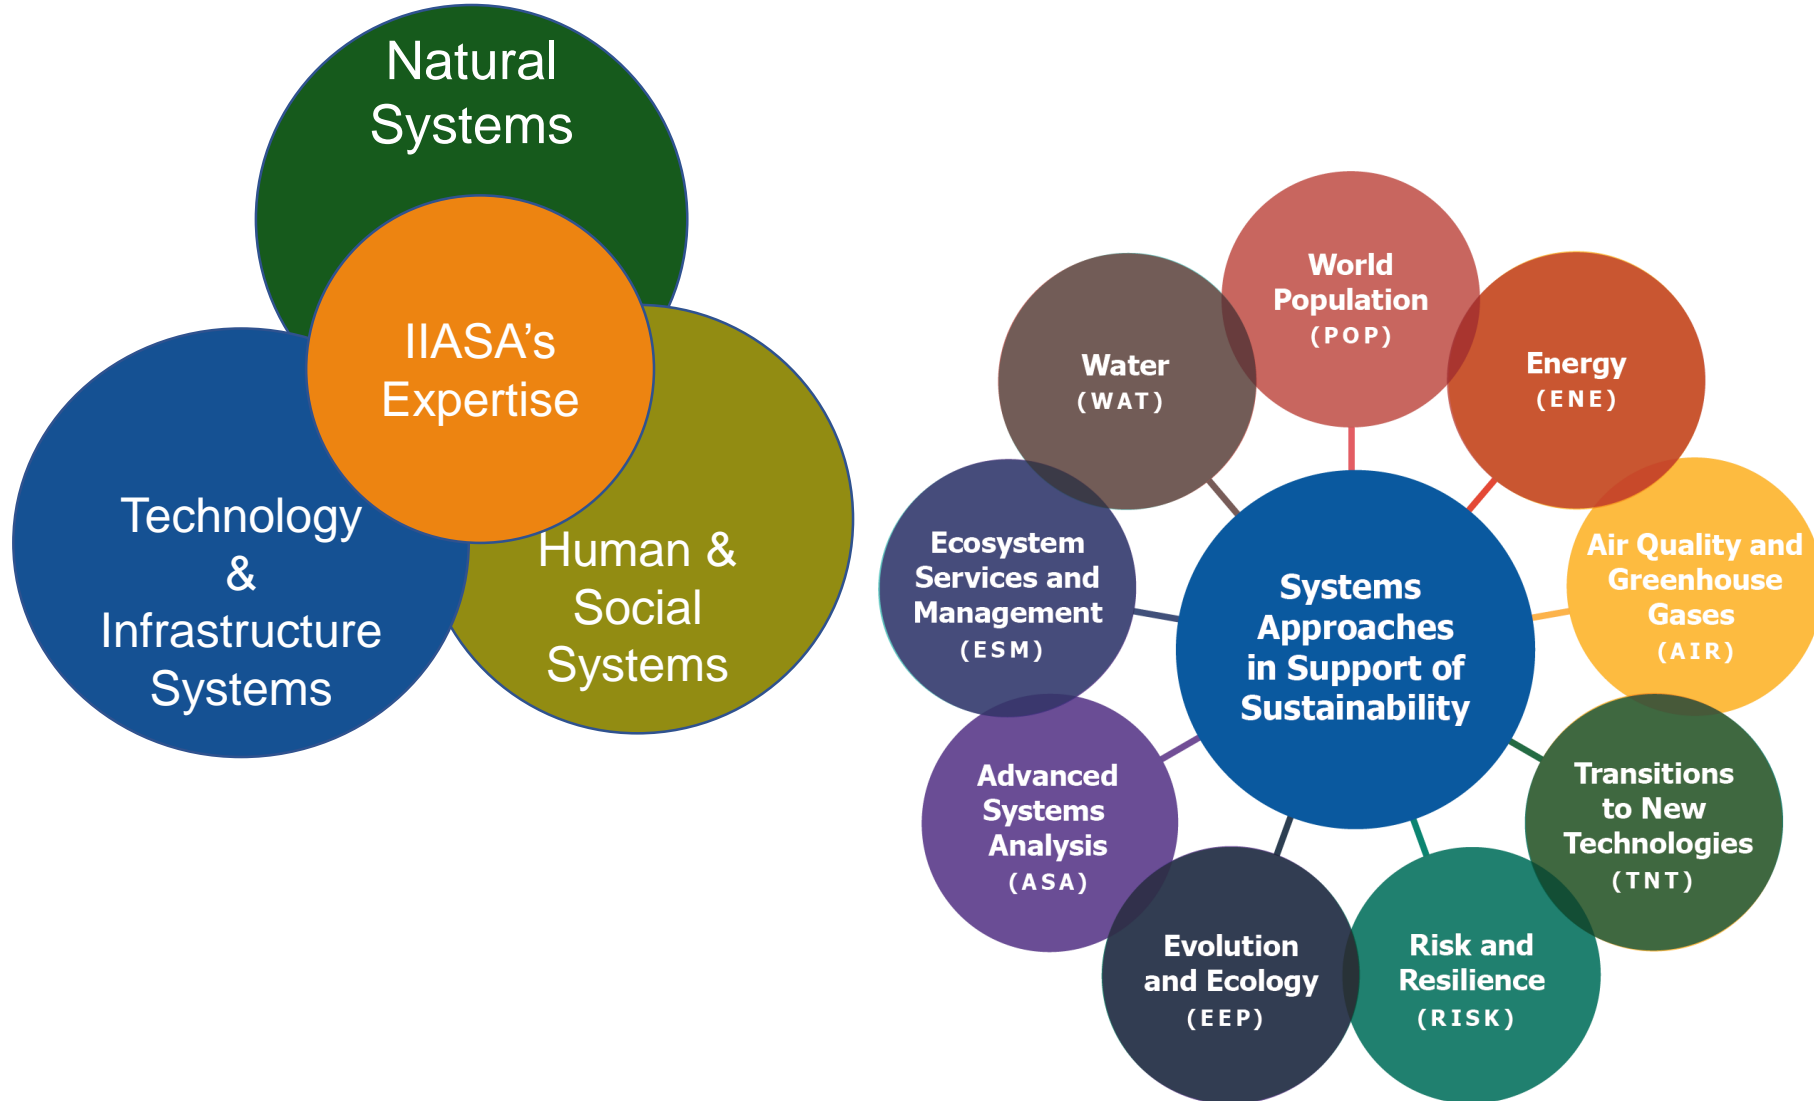 Natural
Systems
IIASA's
Expertise
Technology
&
Infrastructure
Systems
Human &
Social
Systems
World
Population
(POP)
Energy
(ENE)
Air Quality and
Greenhouse
Gases
(AIR)
Transitions
to New
Technologies
(TNT)
Risk and
Resilience
(RISK)
Evolution
and Ecology
(EEP)
Advanced
Systems
Analysis
(ASA)
Ecosystem
Services and
Management
(ESM)
Water
(WAT)
Systems
Approaches
in Support of
Sustainability